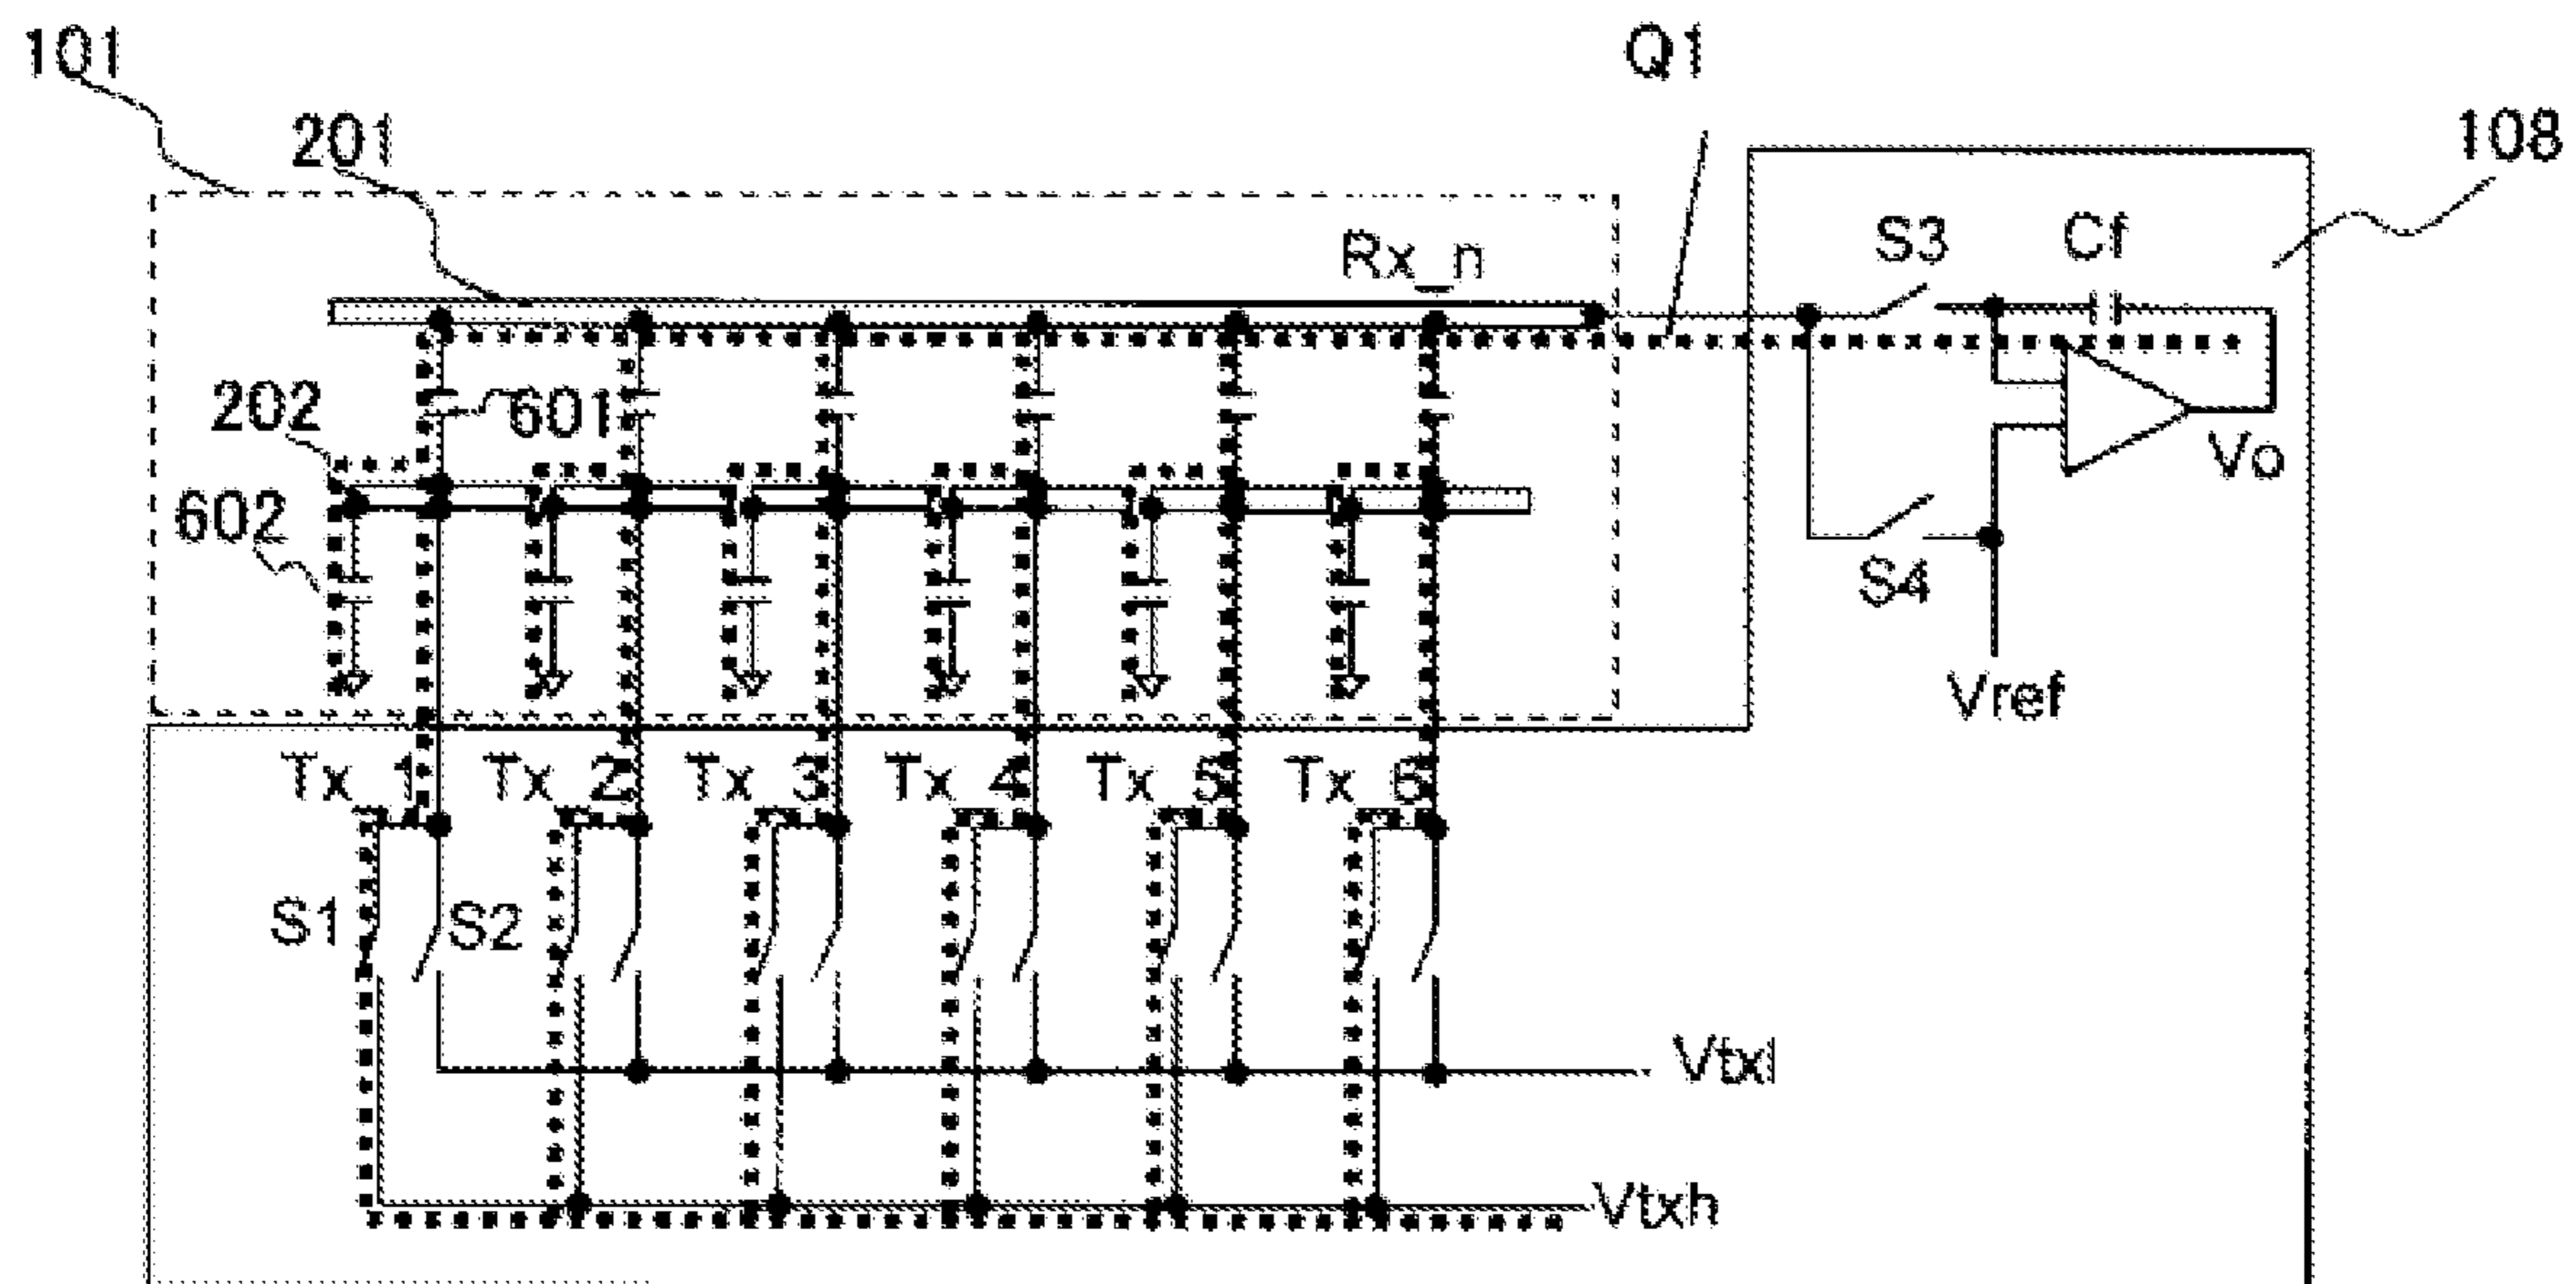 101
Q1
108
201
S3
Cf
Rx_n
202
601
Vo
602
S4
Vref
Tx_1
Tx_2
Tx_3
Tx_4
Tx_5
Tx_6
S1
S2
Vtxl
Vtxh